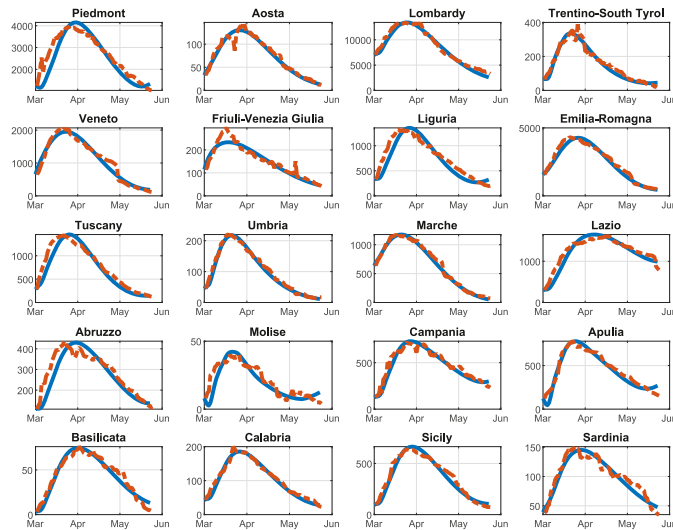 Piedmont Aosta Lombardy Trentino-South Tyrol
4000 3000 2000 Mar Apr May Jun
100 0 Mar Apr May Jun
10000 5000 0 Mar Apr May Jun
400 200 0 Mar Apr May Jun
Veneto Friuli-Venezia Giulia Liguria Emilia-Romagna
2000 1000 0 Mar Apr May Jun
200 100 0 Mar Apr May Jun
1000 500 0 Mar Apr May Jun
5000 0 Mar Apr May Jun
Tuscany Umbria Marche Lazio
1000 500 0 Mar Apr May Jun
200 100 0 Mar Apr May Jun
1000 500 0 Mar Apr May Jun
1000 0 Mar Apr May Jun
Abruzzo Molise Campania Apulia
400 300 200 100 Mar Apr May Jun
50 0 Mar Apr May Jun
500 0 Mar Apr May Jun
500 0 Mar Apr May Jun
Basilicata Calabria Sicily Sardinia
50 0 Mar Apr May Jun
200 100 0 Mar Apr May Jun
500 0 Mar Apr May Jun
150 100 50 Mar Apr May Jun